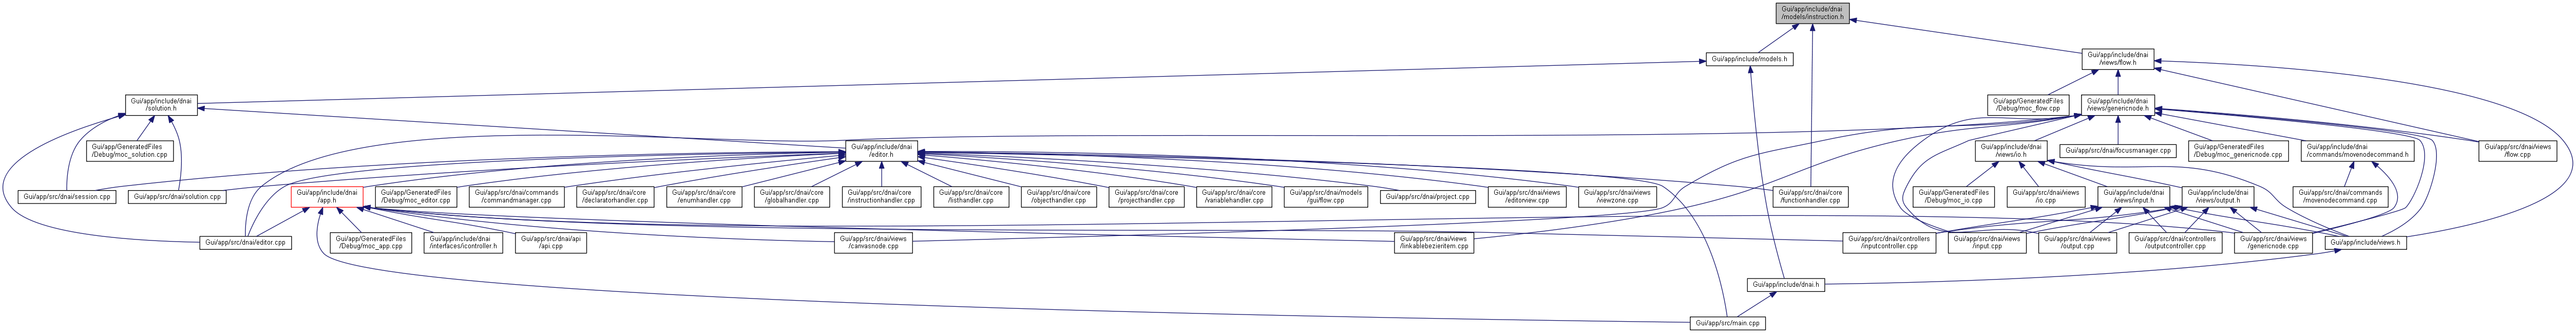 Gui/app/include/dnai
/models/instruction.h
Gui/app/include/models.h
Gui/app/include/dnai
/views/flow.h
Gui/app/include/dnai
/solution.h
Gui/app/GeneratedFiles
/Debug/moc_flow.cpp
Gui/app/include/dnai
/views/genericnode.h
Gui/app/GeneratedFiles
/Debug/moc_solution.cpp
Gui/app/include/dnai
/editor.h
Gui/app/include/dnai
/views/io.h
Gui/app/src/dnai/focusmanager.cpp
Gui/app/GeneratedFiles
/Debug/moc_genericnode.cpp
Gui/app/include/dnai
/commands/movenodecommand.h
Gui/app/src/dnai/views
/flow.cpp
Gui/app/src/dnai/session.cpp
Gui/app/src/dnai/solution.cpp
Gui/app/include/dnai
/app.h
Gui/app/GeneratedFiles
/Debug/moc_editor.cpp
Gui/app/src/dnai/commands
/commandmanager.cpp
Gui/app/src/dnai/core
/declaratorhandler.cpp
Gui/app/src/dnai/core
/enumhandler.cpp
Gui/app/src/dnai/core
/globalhandler.cpp
Gui/app/src/dnai/core
/instructionhandler.cpp
Gui/app/src/dnai/core
/listhandler.cpp
Gui/app/src/dnai/core
/objecthandler.cpp
Gui/app/src/dnai/core
/projecthandler.cpp
Gui/app/src/dnai/core
/variablehandler.cpp
Gui/app/src/dnai/models
/gui/flow.cpp
Gui/app/src/dnai/project.cpp
Gui/app/src/dnai/views
/editorview.cpp
Gui/app/src/dnai/views
/viewzone.cpp
Gui/app/src/dnai/core
/functionhandler.cpp
Gui/app/GeneratedFiles
/Debug/moc_io.cpp
Gui/app/src/dnai/views
/io.cpp
Gui/app/include/dnai
/views/input.h
Gui/app/include/dnai
/views/output.h
Gui/app/src/dnai/commands
/movenodecommand.cpp
Gui/app/src/dnai/editor.cpp
Gui/app/GeneratedFiles
/Debug/moc_app.cpp
Gui/app/include/dnai
/interfaces/icontroller.h
Gui/app/src/dnai/api
/api.cpp
Gui/app/src/dnai/views
/canvasnode.cpp
Gui/app/src/dnai/views
/linkablebezieritem.cpp
Gui/app/src/dnai/controllers
/inputcontroller.cpp
Gui/app/src/dnai/views
/input.cpp
Gui/app/src/dnai/views
/output.cpp
Gui/app/src/dnai/controllers
/outputcontroller.cpp
Gui/app/src/dnai/views
/genericnode.cpp
Gui/app/include/views.h
Gui/app/include/dnai.h
Gui/app/src/main.cpp